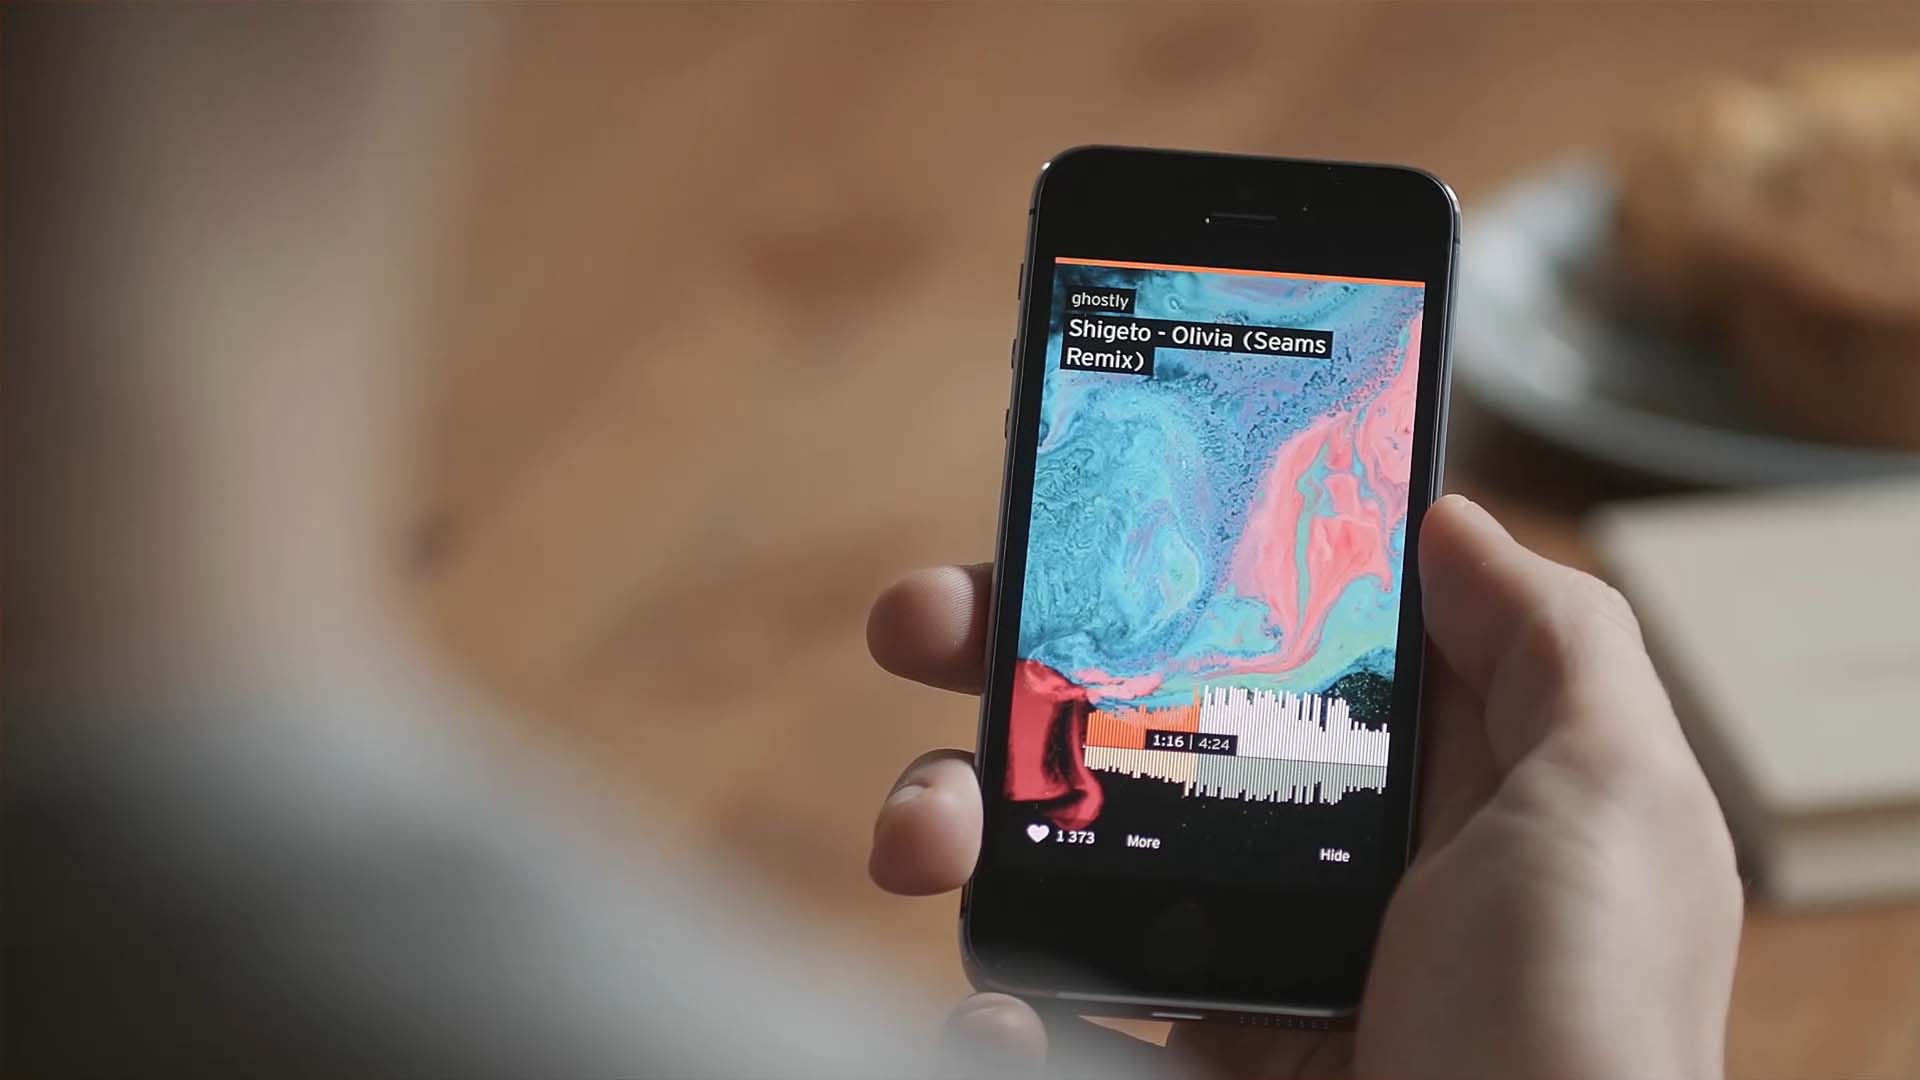 ghostly
Shigeto - Olivia (Seams
Remix)
1:16 | 4:24
1 373
More
Hide